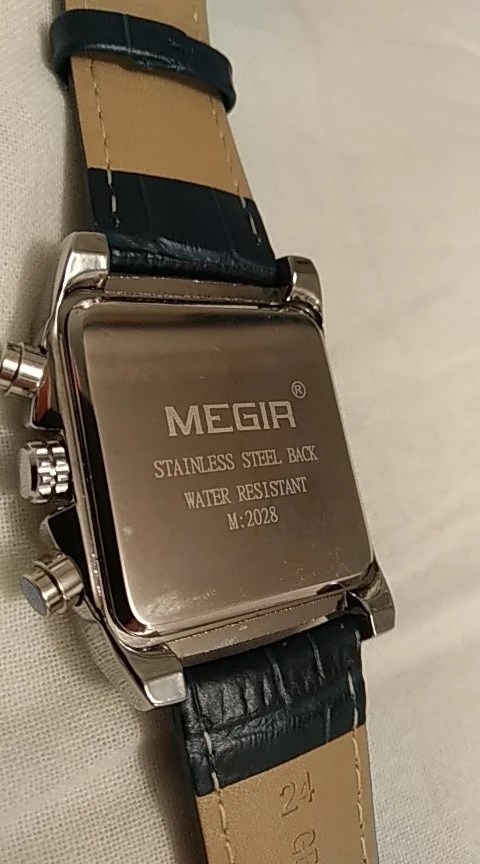 MEGIR®
STAINLESS STEEL BACK
WATER RESISTANT
M:2028
24